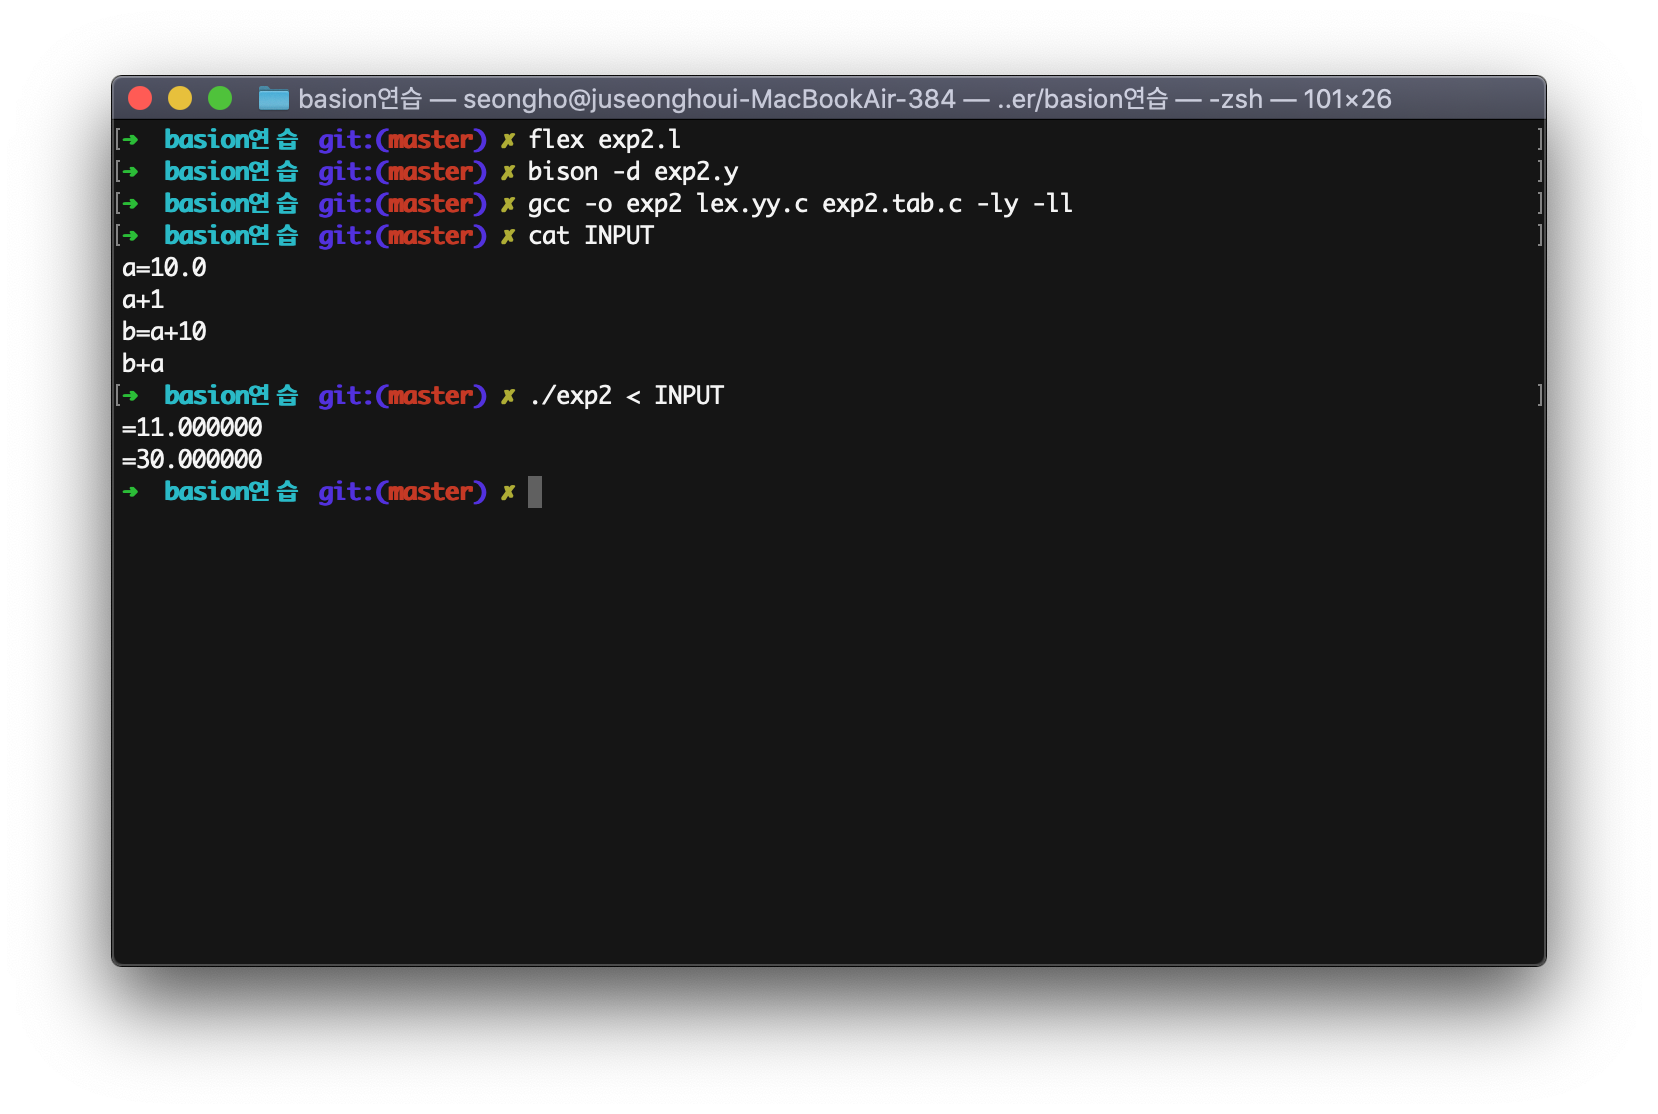 basion연습 — seongho@juseonghoui-MacBookAir-384 — ..er/basion연습 — -zsh — 101×26
[➜  basion연습 git:(master) ✗ flex exp2.l ]
[➜  basion연습 git:(master) ✗ bison -d exp2.y ]
[➜  basion연습 git:(master) ✗ gcc -o exp2 lex.yy.c exp2.tab.c -ly -ll ]
[➜  basion연습 git:(master) ✗ cat INPUT ]
a=10.0
a+1
b=a+10
b+a
[➜  basion연습 git:(master) ✗ ./exp2 < INPUT ]
=11.000000
=30.000000
➜  basion연습 git:(master) ✗